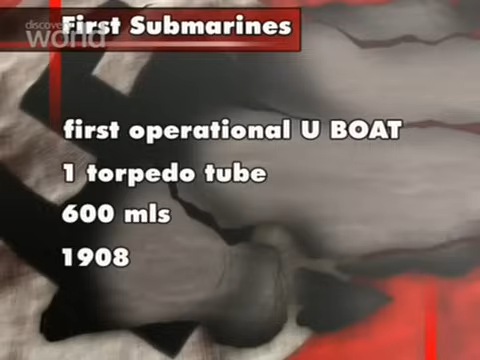 discovery
world
First Submarines
first operational U BOAT
1 torpedo tube
600 mls
1908